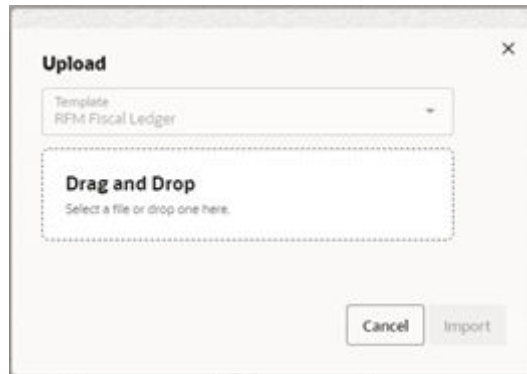 Upload
Template
RFM Fiscal Ledger
Drag and Drop
Select a file or drop one here.
Cancel
Import